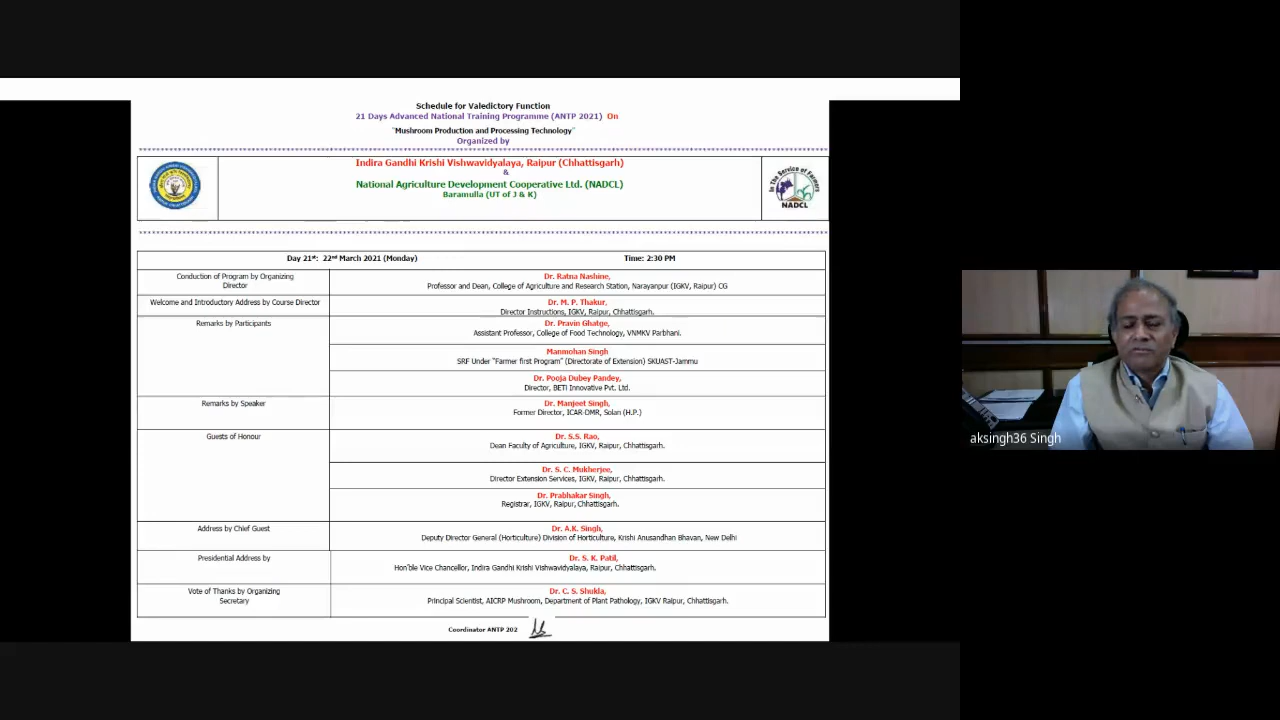 Schedule for Valedictory Function
21 Days Advanced National Training Programme (ANTP 2021) On
"Mushroom Production and Processing Technology"
Organized by
Indira Gandhi Krishi Vishwavidyalaya, Raipur (Chhattisgarh)
&
National Agriculture Development Cooperative Ltd. (NADCL)
Baramulla (UT of J & K)
In The Service of Farmers
NADCL
Day 21st: 22nd March 2021 (Monday) Time: 2:30 PM
Conduction of Program by Organizing
Director
Dr. Ratna Nashine,
Professor and Dean, College of Agriculture and Research Station, Narayanpur (IGKV, Raipur) CG
Welcome and Introductory Address by Course Director
Dr. M. P. Thakur,
Director Instructions, IGKV, Raipur, Chhattisgarh.
Remarks by Participants
Dr. Pravin Ghatge,
Assistant Professor, College of Food Technology, VNMKV Parbhani.
Manmohan Singh
SRF Under "Farmer first Program" (Directorate of Extension) SKUAST-Jammu
Dr. Pooja Dubey Pandey,
Director, BETI Innovative Pvt. Ltd.
Remarks by Speaker
Dr. Manjeet Singh,
Former Director, ICAR-DMR, Solan (H.P.)
Guests of Honour
Dr. S.S. Rao,
Dean Faculty of Agriculture, IGKV, Raipur, Chhattisgarh.
Dr. S. C. Mukherjee,
Director Extension Services, IGKV, Raipur, Chhattisgarh.
Dr. Prabhakar Singh,
Registrar, IGKV, Raipur, Chhattisgarh.
Address by Chief Guest
Dr. A.K. Singh,
Deputy Director General (Horticulture) Division of Horticulture, Krishi Anusandhan Bhavan, New Delhi
Presidential Address by
Dr. S. K. Patil,
Hon'ble Vice Chancellor, Indira Gandhi Krishi Vishwavidyalaya, Raipur, Chhattisgarh.
Vote of Thanks by Organizing
Secretary
Dr. C. S. Shukla,
Principal Scientist, AICRP Mushroom, Department of Plant Pathology, IGKV Raipur, Chhattisgarh.
Coordinator ANTP 202
aksingh36 Singh